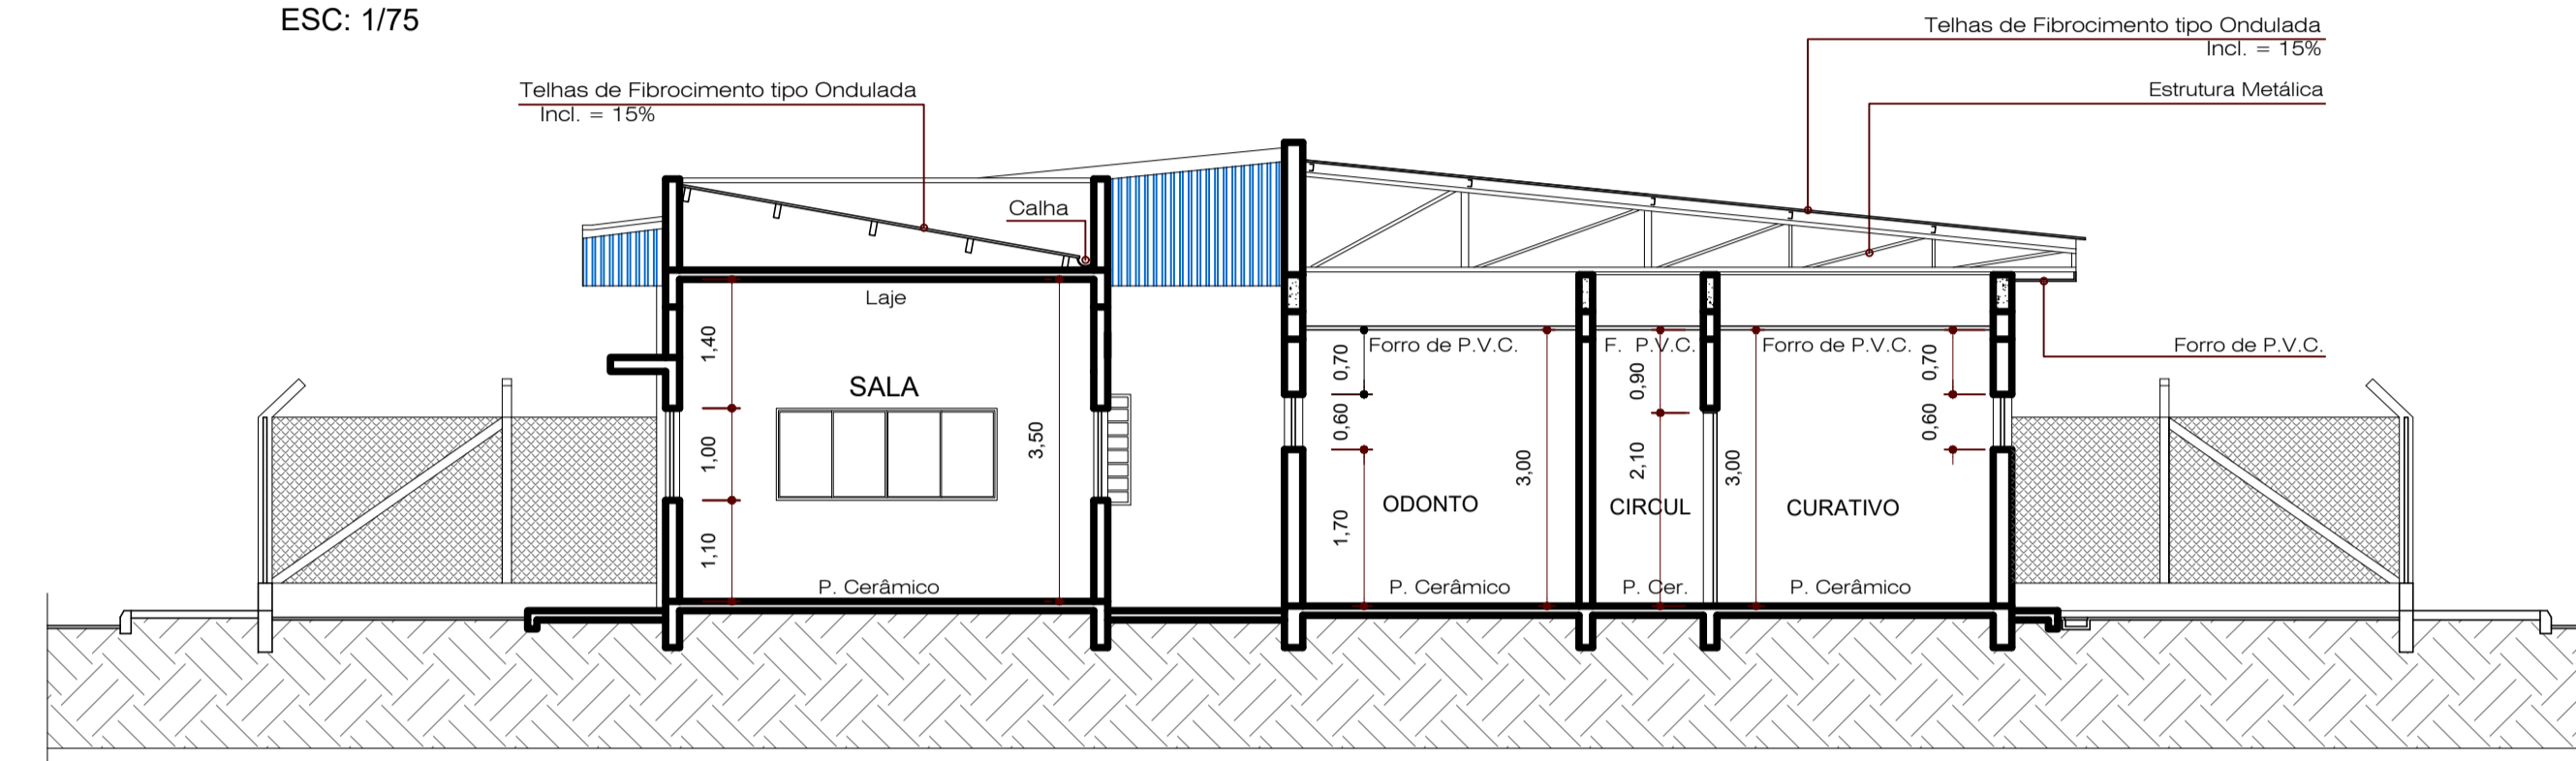 ESC: 1/75
Telhas de Fibrocimento tipo Ondulada
Incl. = 15%
Estrutura Metálica
Telhas de Fibrocimento tipo Ondulada
Incl. = 15%
Calha
Laje
1,40
SALA
1,00
3,50
1,10
P. Cerâmico
0,70
Forro de P.V.C.
F. P.V.C.
Forro de P.V.C.
0,70
Forro de P.V.C.
0,90
0,60
0,60
3,00
2,10
3,00
ODONTO
CIRCUL
CURATIVO
1,70
P. Cerâmico
P. Cer.
P. Cerâmico